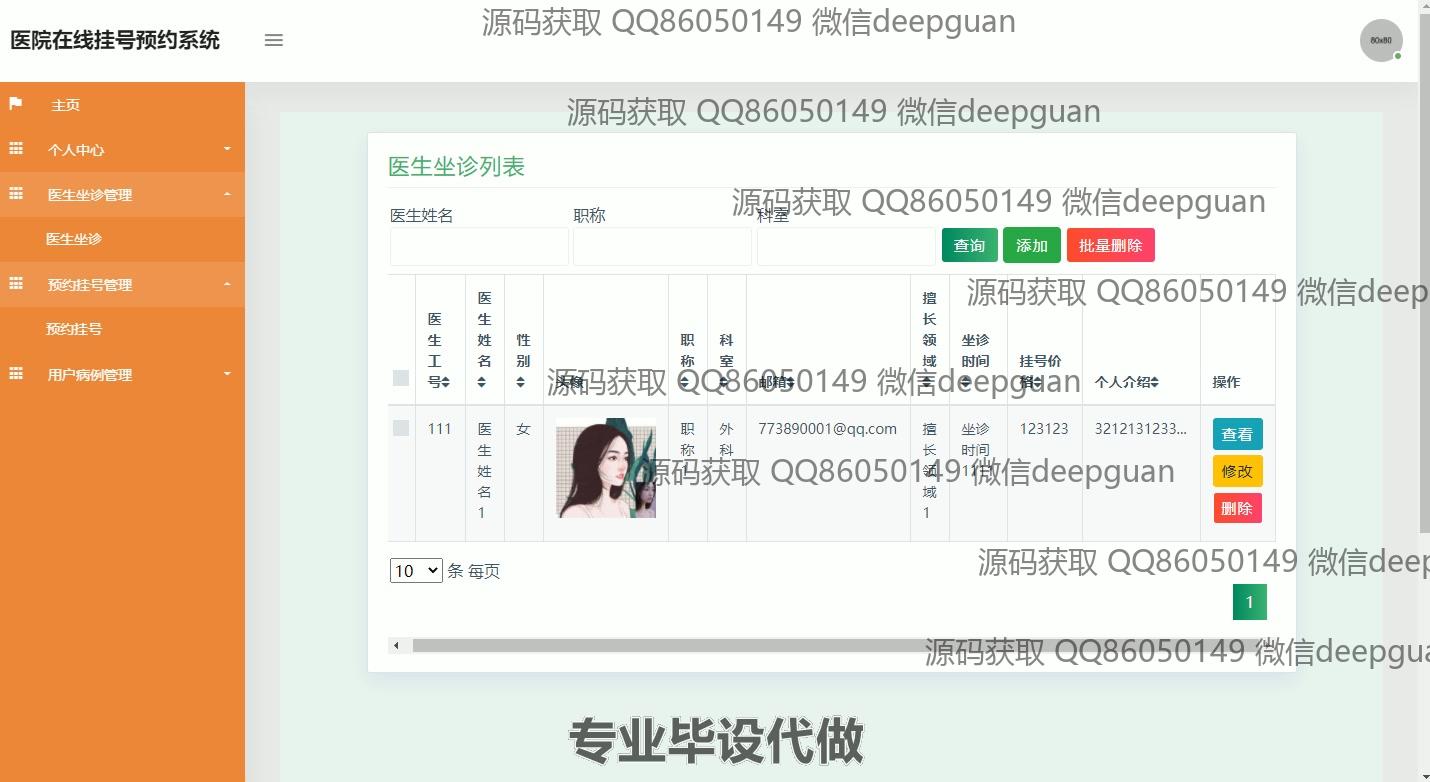 源码获取 QQ86050149 微信deepguan
医院在线挂号预约系统
80x80
主页
源码获取 QQ86050149 微信deepguan
个人中心
医生坐诊列表
医生坐诊管理
源码获取 QQ86050149 微信deepguan
医生姓名 职称 科室
医生坐诊
查询 添加 批量删除
预约挂号管理
源码获取 QQ86050149 微信deep
预约挂号
用户病例管理
医生工号 医生姓名 性别 头像 职称 科室 邮箱 擅长领域 坐诊时间 挂号价格 个人介绍 操作
源码获取 QQ86050149 微信deepguan
111 医生姓名1 女 职称1 外科 773890001@qq.com 擅长领域1 坐诊时间 123123 3212131233...
查看
修改
删除
源码获取 QQ86050149 微信deepguan
源码获取 QQ86050149 微信deep
10 条 每页
1
源码获取 QQ86050149 微信deepgua
专业毕设代做